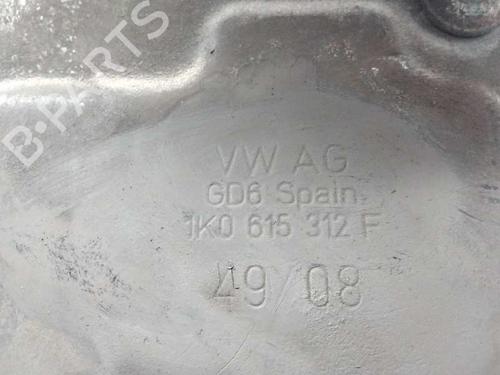 B-PARTS
VW AG
GD6 Spain
1K0 615 312 F
49/08